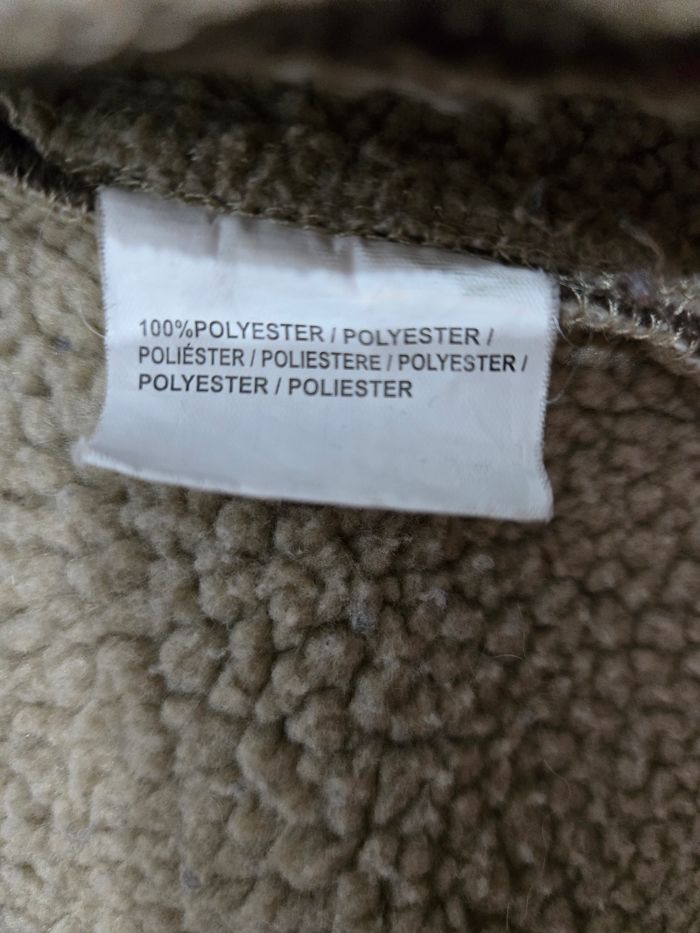 100%POLYESTER / POLYESTER /
POLIÉSTER / POLIESTERE / POLYESTER /
POLYESTER / POLIESTER